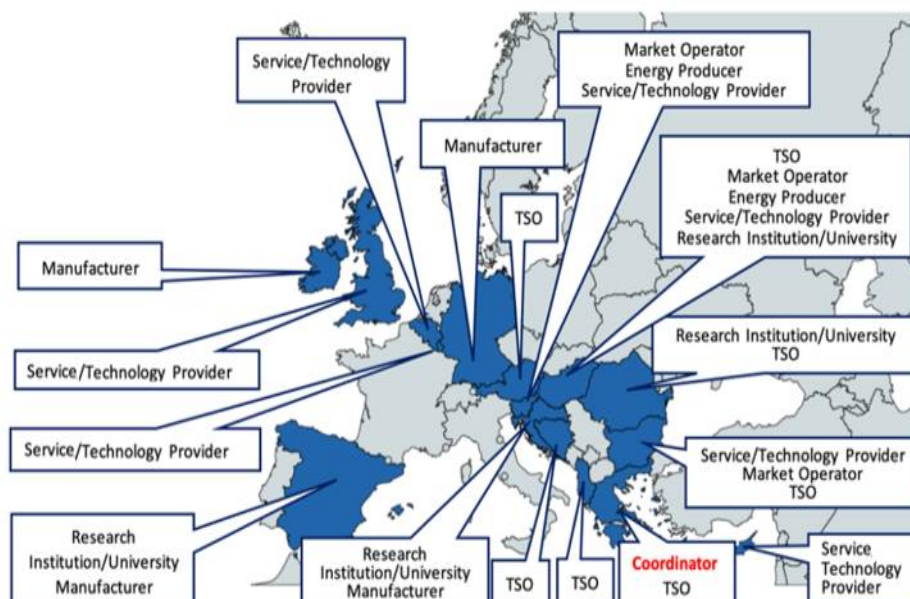 Service/Technology
Provider
Market Operator
Energy Producer
Service/Technology Provider
Manufacturer
TSO
TSO
Market Operator
Energy Producer
Service/Technology Provider
Research Institution/University
Manufacturer
Research Institution/University
TSO
Service/Technology Provider
Service/Technology Provider
Service/Technology Provider
Market Operator
TSO
Research
Institution/University
Manufacturer
Research
Institution/University
Manufacturer
TSO
TSO
Coordinator
TSO
Service
Technology
Provider